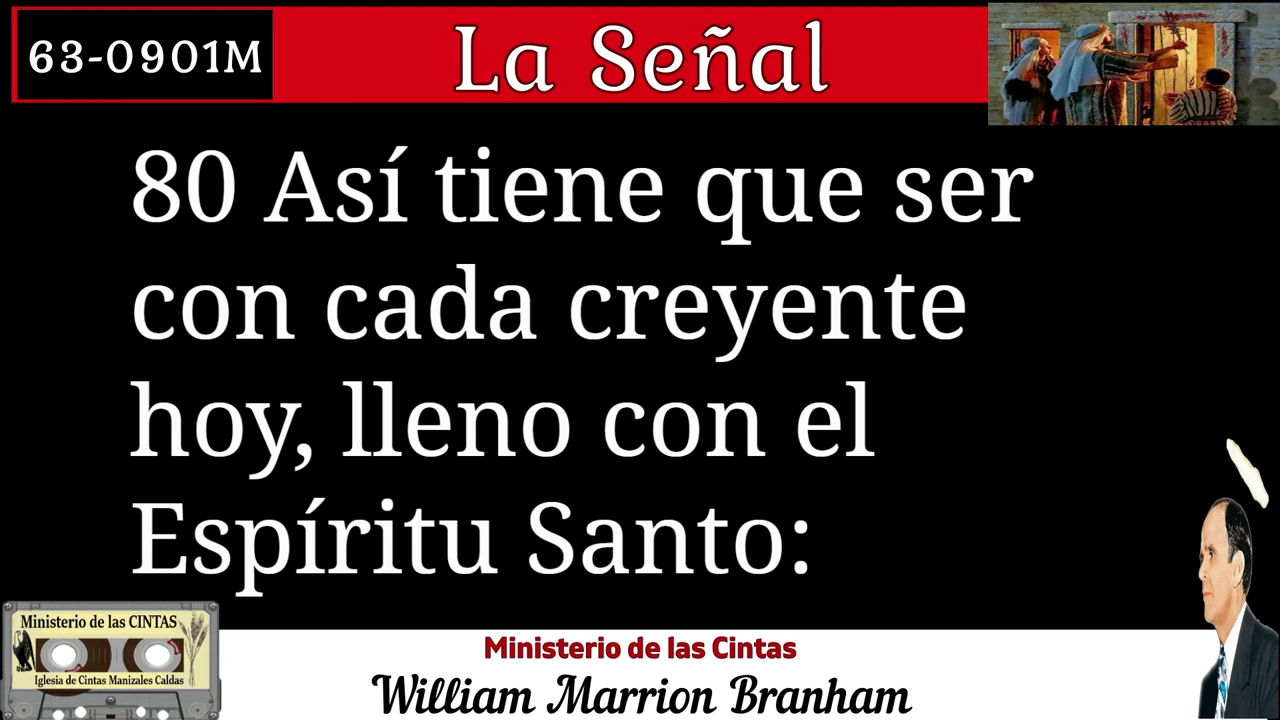 63-0901M
La Señal
80 Así tiene que ser
con cada creyente
hoy, lleno con el
Espíritu Santo:
Ministerio de las CINTAS
Iglesia de Cintas Manizales Caldas
Ministerio de las Cintas
William Marrion Branham